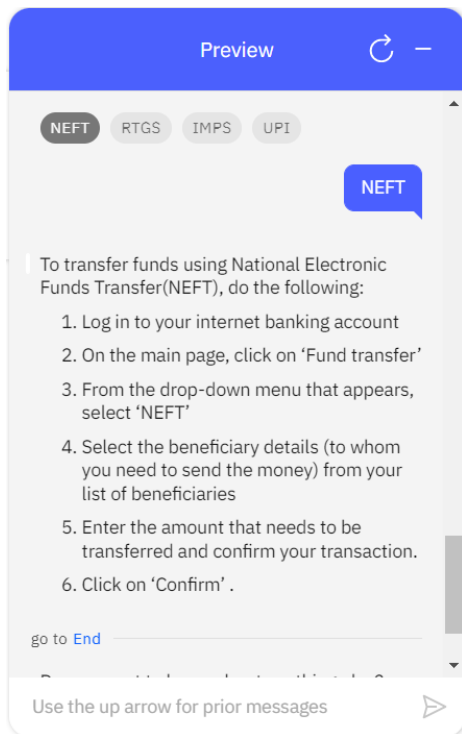 Preview
NEFT RTGS IMPS UPI
NEFT
To transfer funds using National Electronic
Funds Transfer(NEFT), do the following:
1. Log in to your internet banking account
2. On the main page, click on ‘Fund transfer’
3. From the drop-down menu that appears,
select ‘NEFT’
4. Select the beneficiary details (to whom
you need to send the money) from your
list of beneficiaries
5. Enter the amount that needs to be
transferred and confirm your transaction.
6. Click on ‘Confirm’ .
go to End
Use the up arrow for prior messages